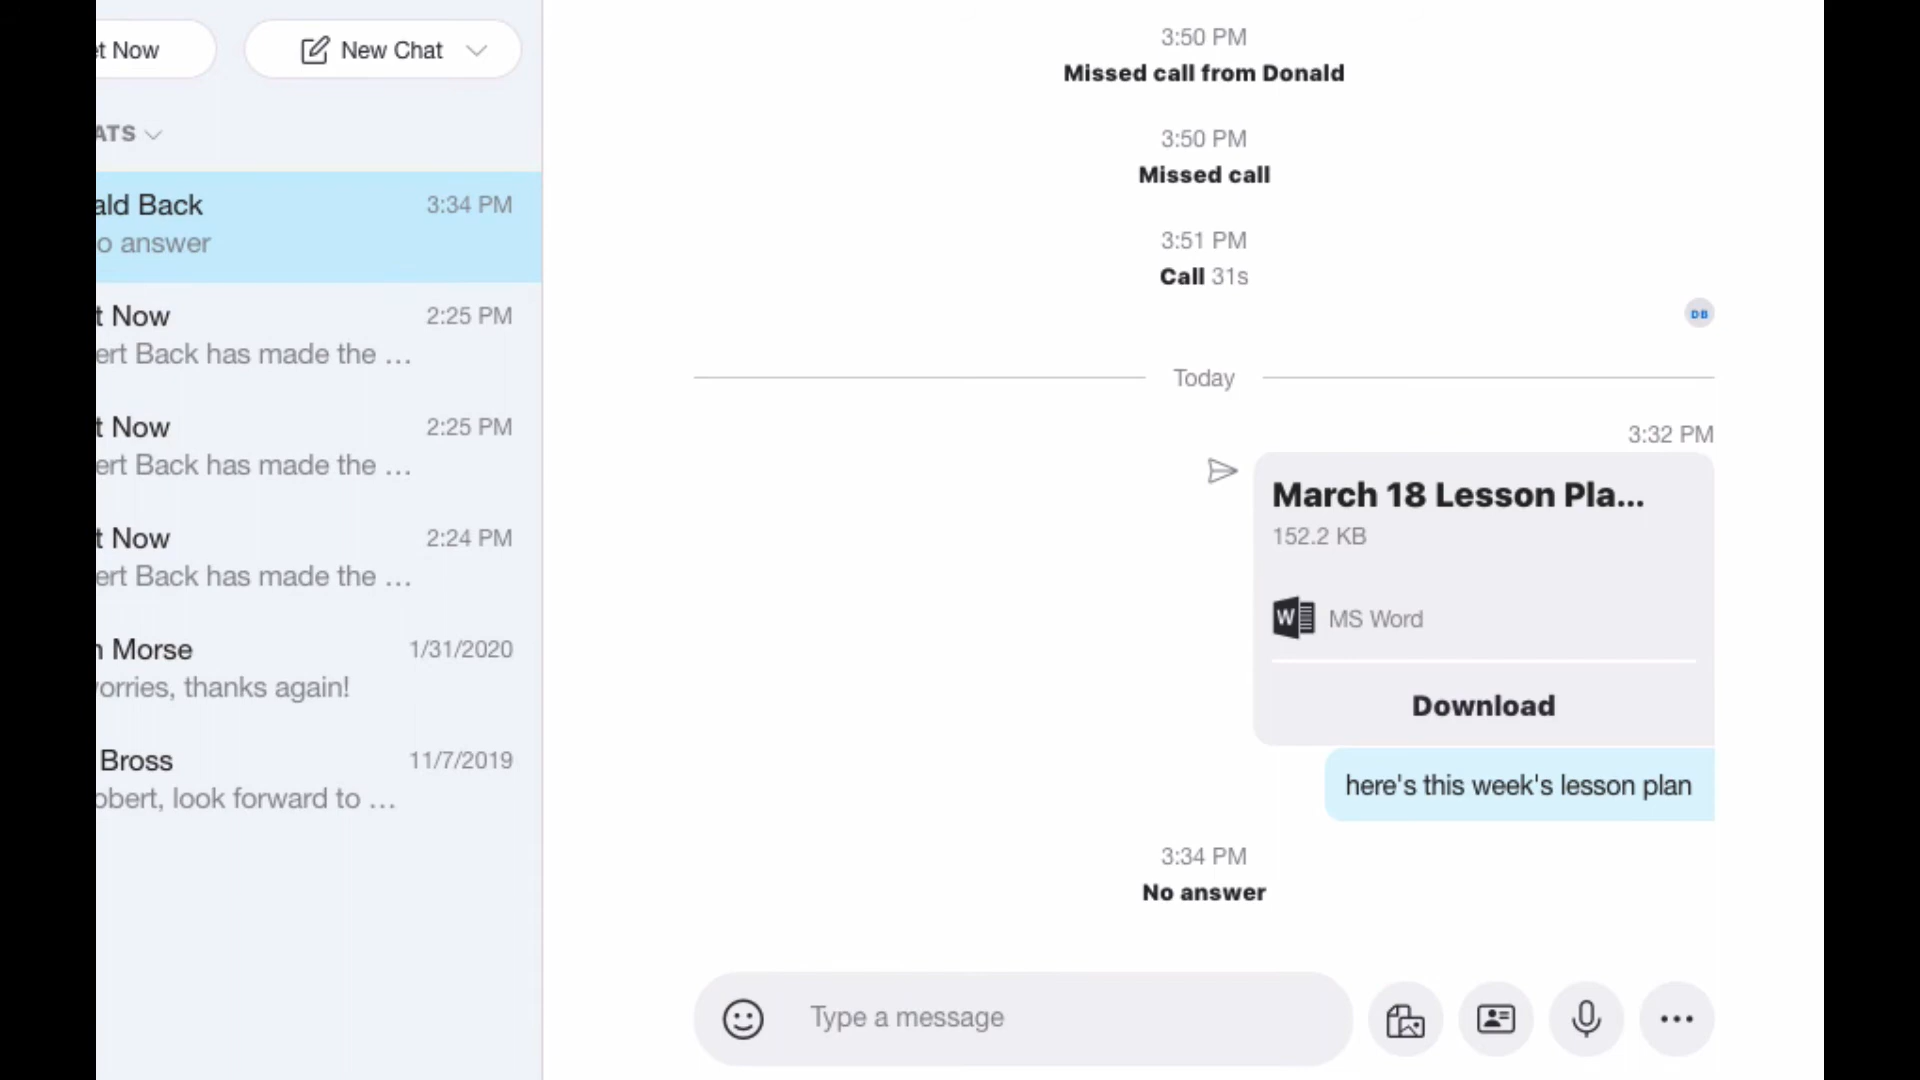 et Now
New Chat
ATS
ald Back
3:34 PM
o answer
t Now
2:25 PM
ert Back has made the ...
t Now
2:25 PM
ert Back has made the ...
t Now
2:24 PM
ert Back has made the ...
n Morse
1/31/2020
orries, thanks again!
Bross
11/7/2019
obert, look forward to ...
3:50 PM
Missed call from Donald
3:50 PM
Missed call
3:51 PM
Call 31s
DB
Today
3:32 PM
March 18 Lesson Pla...
152.2 KB
W MS Word
Download
here's this week's lesson plan
3:34 PM
No answer
Type a message